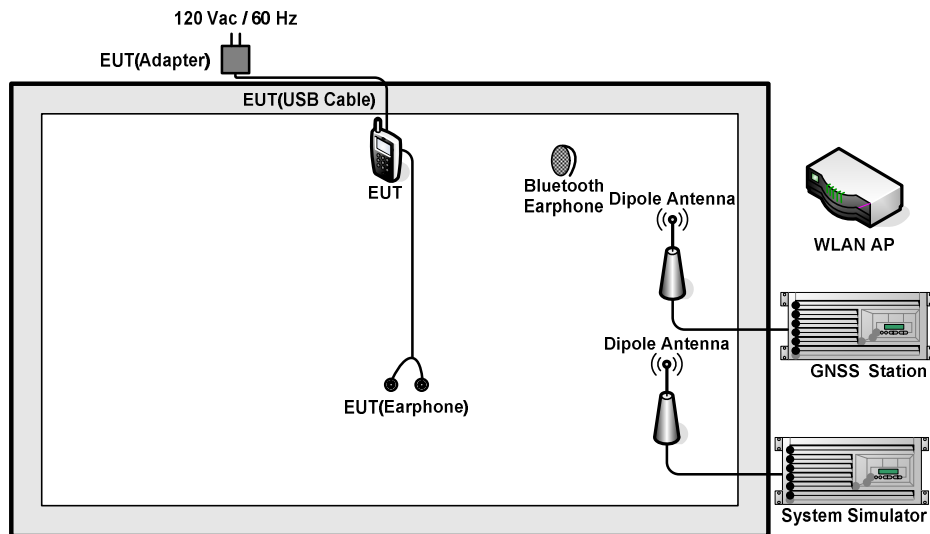 120 Vac / 60 Hz
EUT(Adapter)
EUT(USB Cable)
EUT
Bluetooth
Earphone
Dipole Antenna
WLAN AP
GNSS Station
Dipole Antenna
EUT(Earphone)
System Simulator